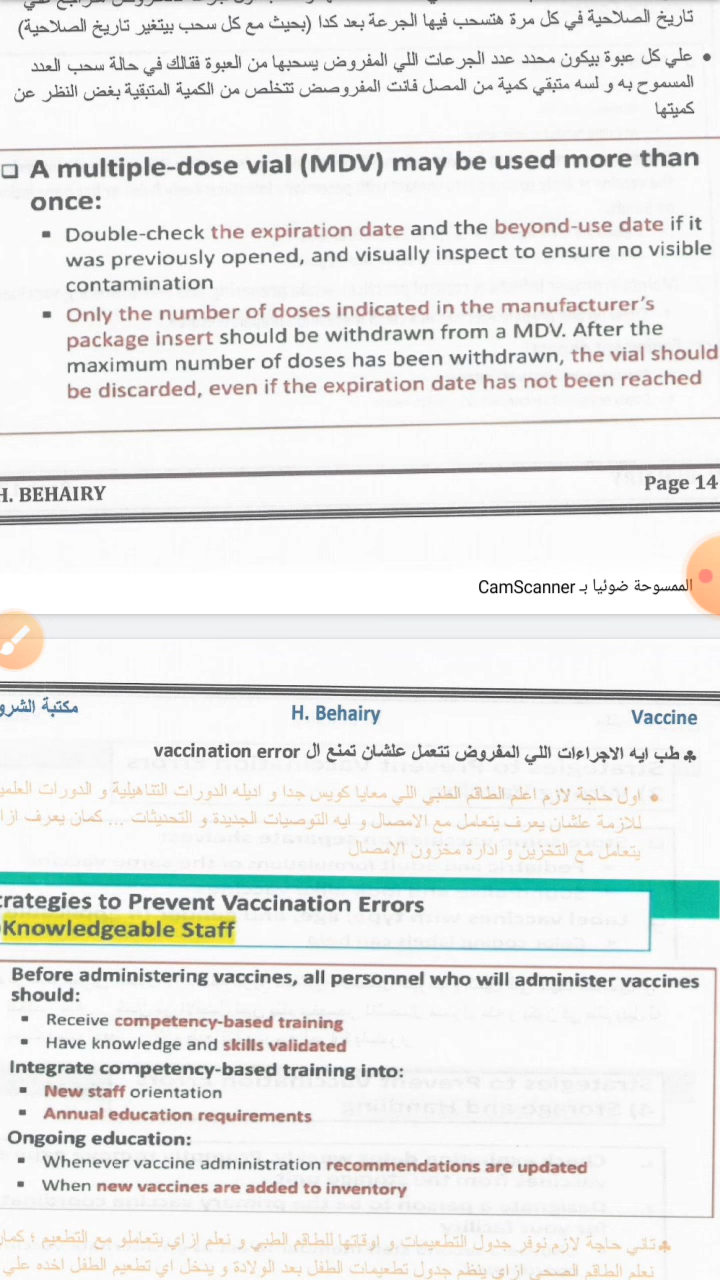 تاريخ الصلاحية في كل مرة هتسحب فيها الجرعة بعد كدا (بحيث مع كل سحب بيتغير تاريخ الصلاحية)
• علي كل عبوة بيكون محدد عدد الجرعات اللي المفروض يسحبها من العبوة فقالك في حالة سحب العدد
المسموح به و لسه متبقي كمية من المصل فانت المفروصض تتخلص من الكمية المتبقية بغض النظر عن
كميتها
❑ A multiple-dose vial (MDV) may be used more than
once:
▪ Double-check the expiration date and the beyond-use date if it
was previously opened, and visually inspect to ensure no visible
contamination
▪ Only the number of doses indicated in the manufacturer's
package insert should be withdrawn from a MDV. After the
maximum number of doses has been withdrawn, the vial should
be discarded, even if the expiration date has not been reached
H. BEHAIRY Page 14
الممسوحة ضوئيا بـ CamScanner
مكتبة الشرو H. Behairy Vaccine
♣ طب ايه الاجراءات اللي المفروض تتعمل علشان تمنع ال vaccination error
• اول حاجة لازم اعلم الطاقم الطبي اللي معايا كويس جدا و اديله الدورات التناهيلية و الدورات العلمي
للازمة علشان يعرف يتعامل مع الامصال و ايه التوصيات الجديدة و التحديثات ... كمان يعرف ازا
يتعامل مع التخزين و ادارة مخزون الامصال
trategies to Prevent Vaccination Errors
Knowledgeable Staff
Before administering vaccines, all personnel who will administer vaccines
should:
▪ Receive competency-based training
▪ Have knowledge and skills validated
Integrate competency-based training into:
▪ New staff orientation
▪ Annual education requirements
Ongoing education:
▪ Whenever vaccine administration recommendations are updated
▪ When new vaccines are added to inventory
♣ تاني حاجة لازم نوفر جدول التطعيمات و اوقاتها للطاقم الطبي و نعلم ازاي يتعاملو مع التطعيم ؛ كمان
نعلم الطاقم الصحي ازاي ينظم جدول تطعيمات الطفل بعد الولادة و يدخل اي تطعيم الطفل اخده علي